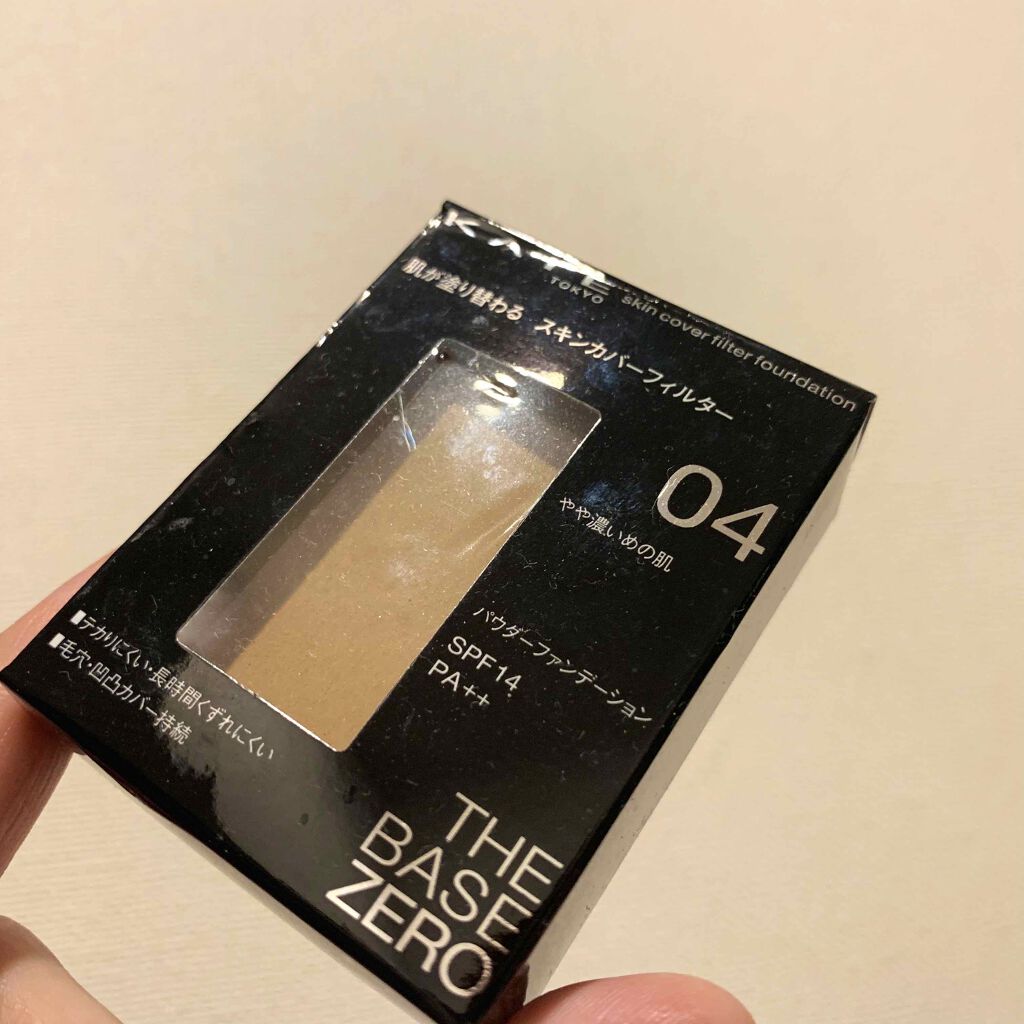 KATE
TOKYO
skin cover filter foundation
肌が塗り替わる スキンカバーフィルター
04
やや濃いめの肌
パウダーファンデーション
SPF14
PA++
■テカりにくい・長時間くずれにくい
■毛穴・凹凸カバー持続
THE
BASE
ZERO